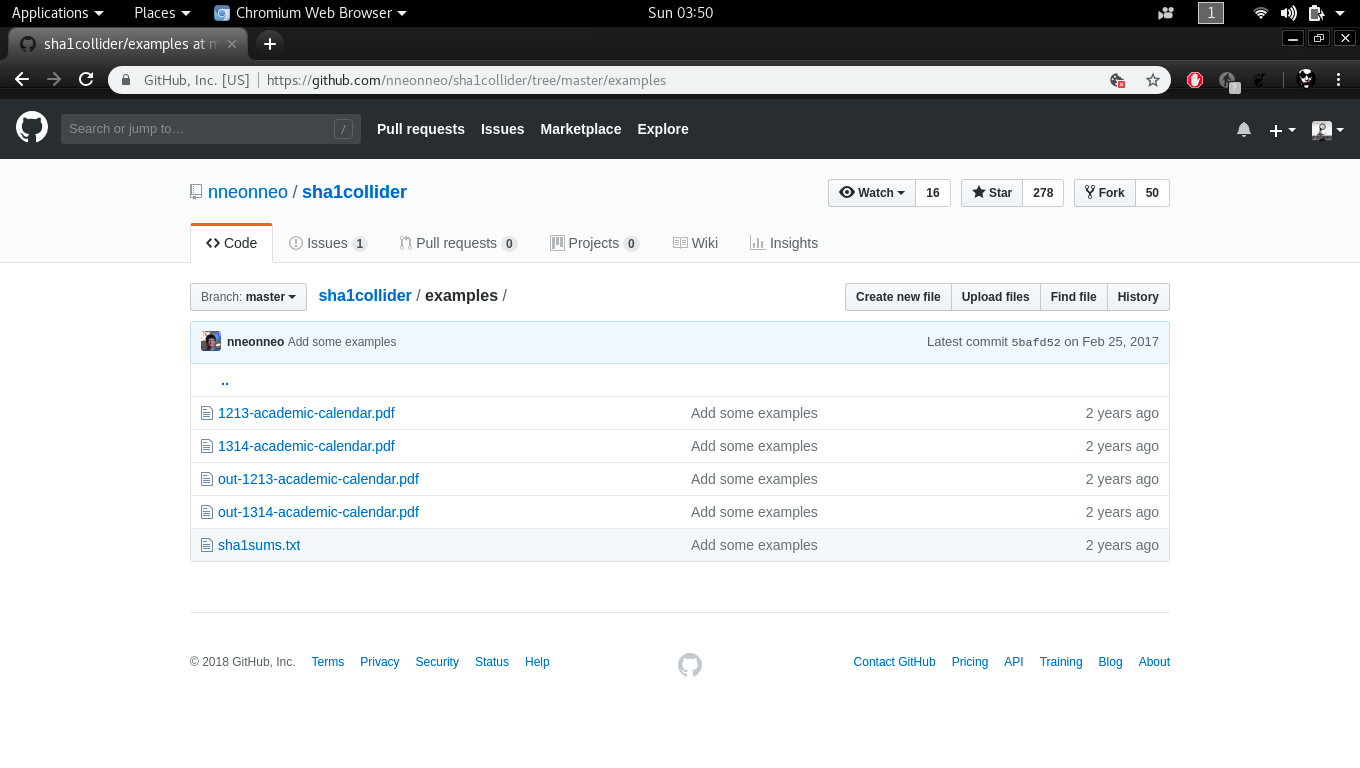 Applications Places Chromium Web Browser Sun 03:50 1
sha1collider/examples at m
GitHub, Inc. [US] https://github.com/nneonneo/sha1collider/tree/master/examples ?
Search or jump to… / Pull requests Issues Marketplace Explore
nneonneo / sha1collider Watch 16 Star 278 Fork 50
Code Issues 1 Pull requests 0 Projects 0 Wiki Insights
Branch: master sha1collider / examples / Create new file Upload files Find file History
nneonneo Add some examples Latest commit 5bafd52 on Feb 25, 2017
..
1213-academic-calendar.pdf Add some examples 2 years ago
1314-academic-calendar.pdf Add some examples 2 years ago
out-1213-academic-calendar.pdf Add some examples 2 years ago
out-1314-academic-calendar.pdf Add some examples 2 years ago
sha1sums.txt Add some examples 2 years ago
© 2018 GitHub, Inc. Terms Privacy Security Status Help Contact GitHub Pricing API Training Blog About